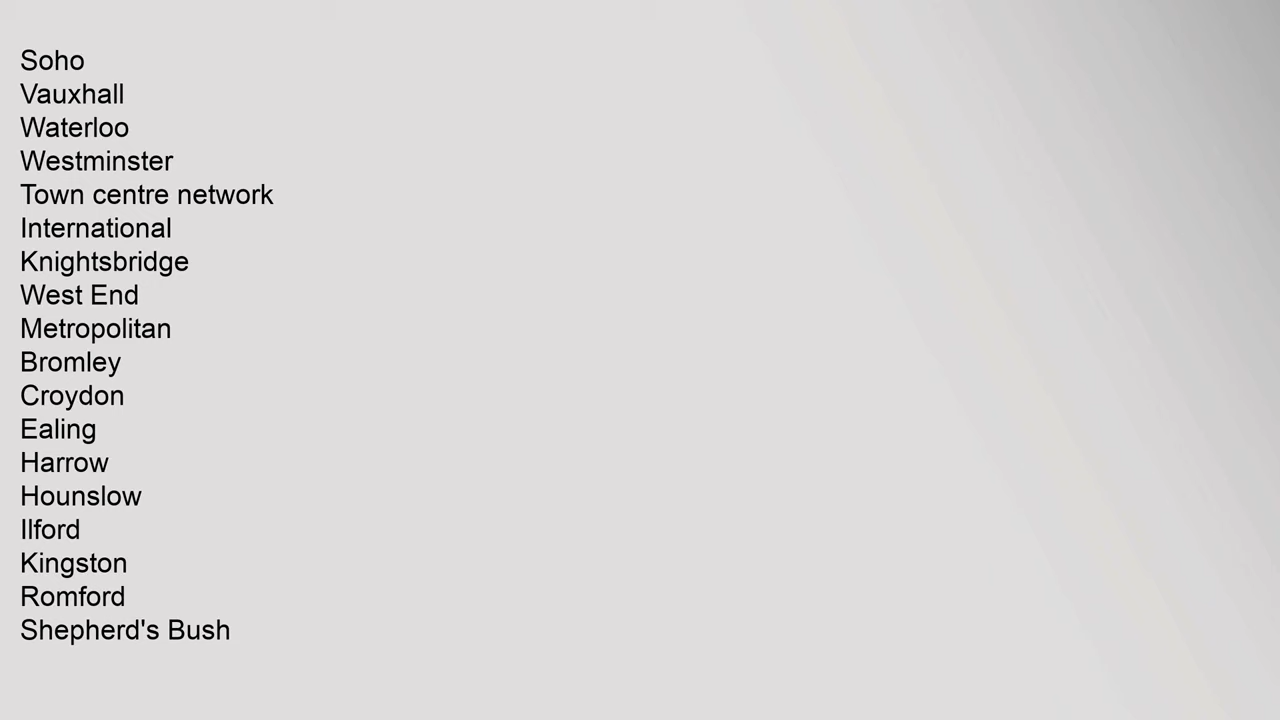 Soho
Vauxhall
Waterloo
Westminster
Town centre network
International
Knightsbridge
West End
Metropolitan
Bromley
Croydon
Ealing
Harrow
Hounslow
Ilford
Kingston
Romford
Shepherd's Bush